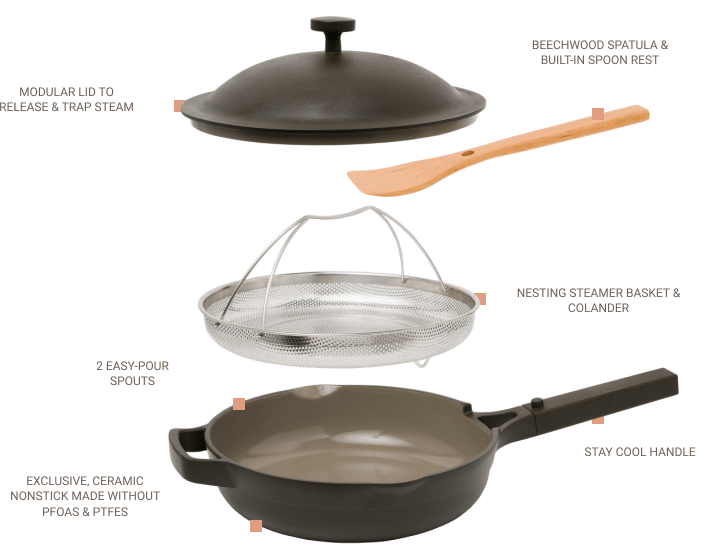 BEECHWOOD SPATULA &
BUILT-IN SPOON REST
MODULAR LID TO
RELEASE & TRAP STEAM
NESTING STEAMER BASKET &
COLANDER
2 EASY-POUR
SPOUTS
STAY COOL HANDLE
EXCLUSIVE, CERAMIC
NONSTICK MADE WITHOUT
PFOAS & PTFES